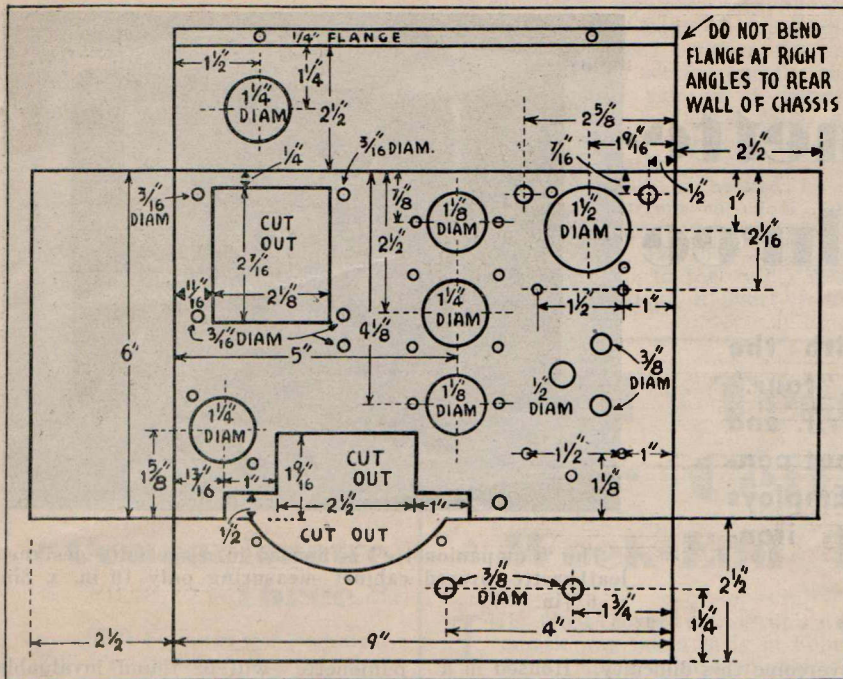 1/4" FLANGE
DO NOT BEND
FLANGE AT RIGHT
ANGLES TO REAR
WALL OF CHASSIS
1 1/2"
1 1/4"
1 1/4"
DIAM
2 1/2"
2 5/8"
1 9/16"
2 1/2"
1/4"
3/16" DIAM.
7/16"
1/2"
3/16"
DIAM
CUT
OUT
7/8"
1 1/8"
DIAM
1 1/2"
DIAM
1"
2 1/16"
2 7/16"
2 1/2"
11/16"
2 1/8"
1 1/4"
DIAM
1 1/2"
1"
3/16" DIAM
4 1/8"
6"
5"
3/8"
DIAM
1/2"
DIAM
1 1/8"
DIAM
1 1/4"
DIAM
1 5/8"
13/16"
1"
1 9/16"
CUT
OUT
2 1/2"
1"
1 1/2"
1"
1 1/8"
1/2"
CUT OUT
3/8"
DIAM
1 3/4"
4"
2 1/2"
1 1/4"
2 1/2
9"
ith the
four.
and
employs